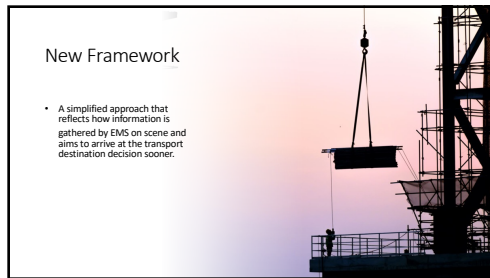 New Framework
• A simplified approach that
reflects how information is
gathered by EMS on scene and
aims to arrive at the transport
destination decision sooner.